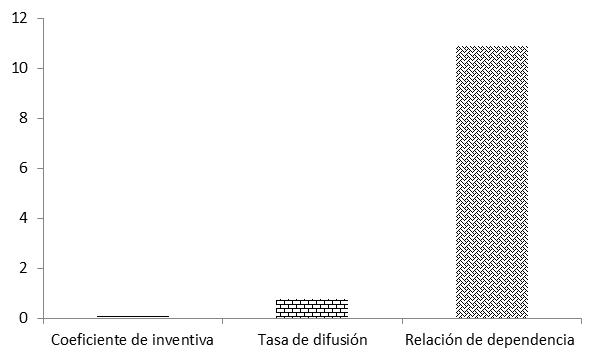 12
10
8
6
4
2
0
Coeficiente de inventiva
Tasa de difusión
Relación de dependencia